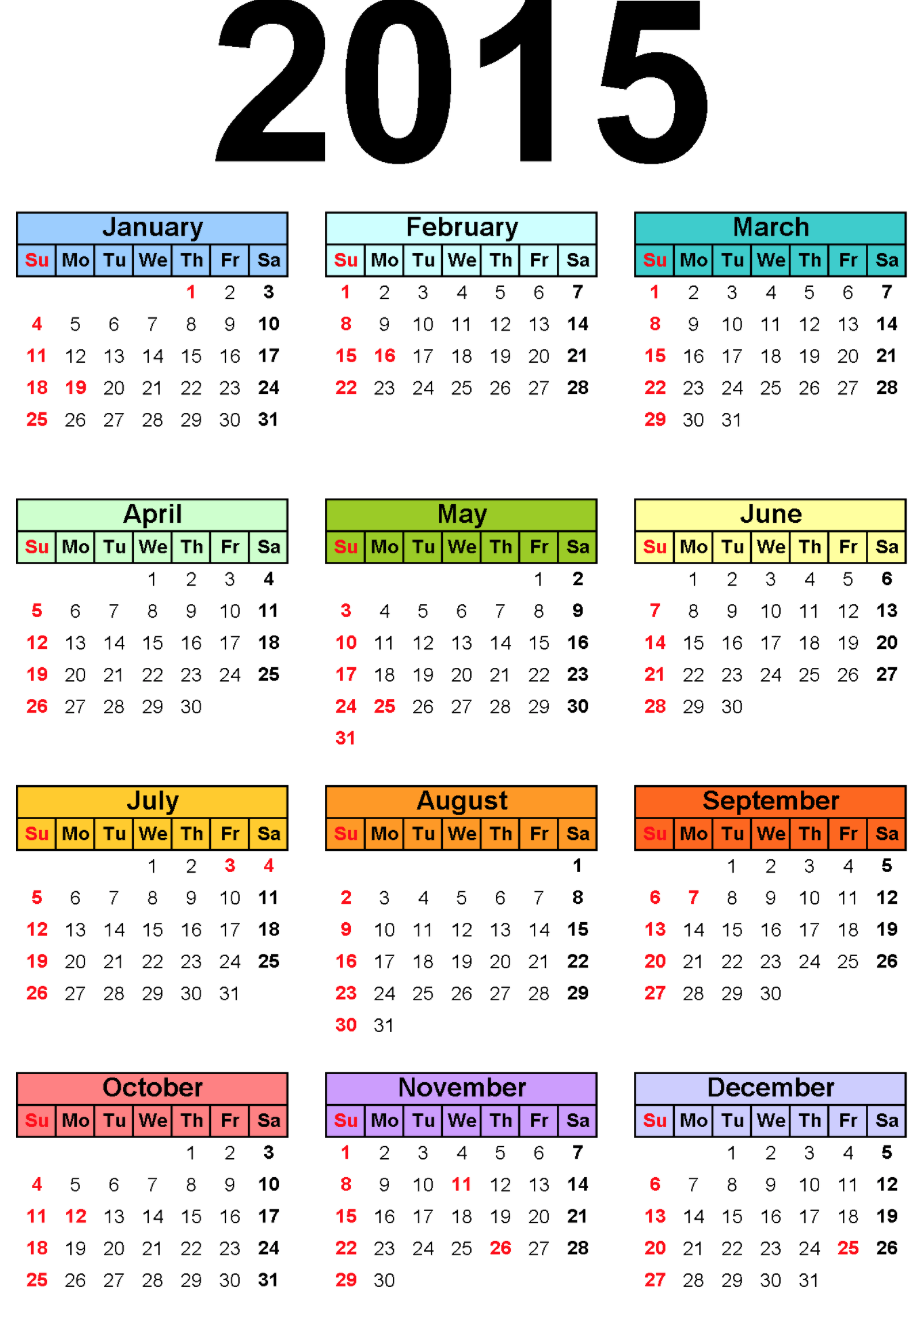 2015
January
Su Mo Tu We Th Fr Sa
1 2 3
4 5 6 7 8 9 10
11 12 13 14 15 16 17
18 19 20 21 22 23 24
25 26 27 28 29 30 31
February
Su Mo Tu We Th Fr Sa
1 2 3 4 5 6 7
8 9 10 11 12 13 14
15 16 17 18 19 20 21
22 23 24 25 26 27 28
March
Su Mo Tu We Th Fr Sa
1 2 3 4 5 6 7
8 9 10 11 12 13 14
15 16 17 18 19 20 21
22 23 24 25 26 27 28
29 30 31
April
Su Mo Tu We Th Fr Sa
1 2 3 4
5 6 7 8 9 10 11
12 13 14 15 16 17 18
19 20 21 22 23 24 25
26 27 28 29 30
May
Su Mo Tu We Th Fr Sa
1 2
3 4 5 6 7 8 9
10 11 12 13 14 15 16
17 18 19 20 21 22 23
24 25 26 27 28 29 30
31
June
Su Mo Tu We Th Fr Sa
1 2 3 4 5 6
7 8 9 10 11 12 13
14 15 16 17 18 19 20
21 22 23 24 25 26 27
28 29 30
July
Su Mo Tu We Th Fr Sa
1 2 3 4
5 6 7 8 9 10 11
12 13 14 15 16 17 18
19 20 21 22 23 24 25
26 27 28 29 30 31
August
Su Mo Tu We Th Fr Sa
1
2 3 4 5 6 7 8
9 10 11 12 13 14 15
16 17 18 19 20 21 22
23 24 25 26 27 28 29
30 31
September
Su Mo Tu We Th Fr Sa
1 2 3 4 5
6 7 8 9 10 11 12
13 14 15 16 17 18 19
20 21 22 23 24 25 26
27 28 29 30
October
Su Mo Tu We Th Fr Sa
1 2 3
4 5 6 7 8 9 10
11 12 13 14 15 16 17
18 19 20 21 22 23 24
25 26 27 28 29 30 31
November
Su Mo Tu We Th Fr Sa
1 2 3 4 5 6 7
8 9 10 11 12 13 14
15 16 17 18 19 20 21
22 23 24 25 26 27 28
29 30
December
Su Mo Tu We Th Fr Sa
1 2 3 4 5
6 7 8 9 10 11 12
13 14 15 16 17 18 19
20 21 22 23 24 25 26
27 28 29 30 31